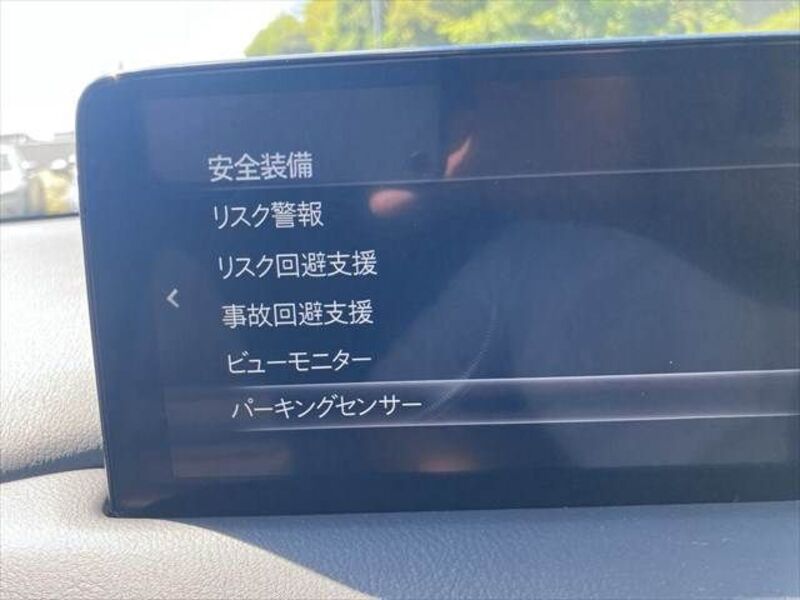 安全装備
リスク警報
リスク回避支援
事故回避支援
ビューモニター
パーキングセンサー